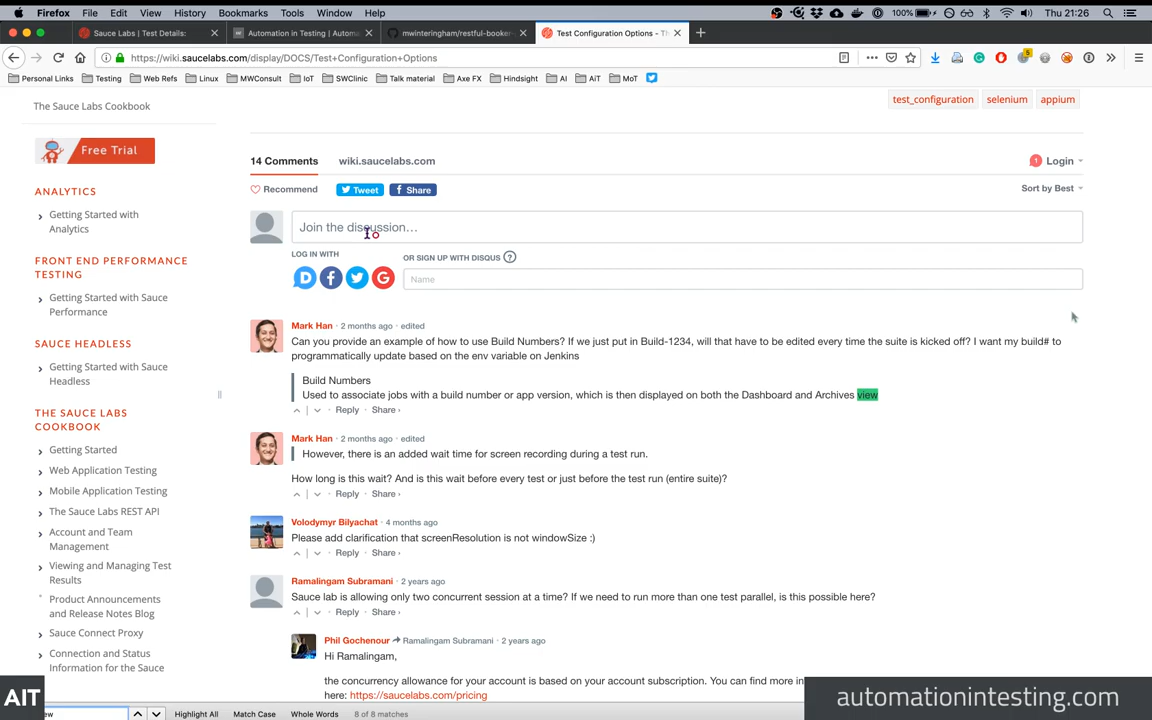 Firefox File Edit View History Bookmarks Tools Window Help 100% Thu 21:26
Sauce Labs | Test Details: Automation in Testing | Automa mwinteringham/restful-booker- Test Configuration Options - Th
https://wiki.saucelabs.com/display/DOCS/Test+Configuration+Options
Personal Links Testing Web Refs Linux MWConsult IoT SWClinic Talk material Axe FX Hindsight AI AiT MoT
The Sauce Labs Cookbook
Free Trial
ANALYTICS
Getting Started with
Analytics
FRONT END PERFORMANCE
TESTING
Getting Started with Sauce
Performance
SAUCE HEADLESS
Getting Started with Sauce
Headless
THE SAUCE LABS
COOKBOOK
Getting Started
Web Application Testing
Mobile Application Testing
The Sauce Labs REST API
Account and Team
Management
Viewing and Managing Test
Results
Product Announcements
and Release Notes Blog
Sauce Connect Proxy
Connection and Status
Information for the Sauce
test_configuration selenium appium
14 Comments wiki.saucelabs.com 1 Login
Recommend Tweet Share Sort by Best
Join the discussion…
LOG IN WITH OR SIGN UP WITH DISQUS ?
Name
Mark Han · 2 months ago · edited
Can you provide an example of how to use Build Numbers? If we just put in Build-1234, will that have to be edited every time the suite is kicked off? I want my build# to
programmatically update based on the env variable on Jenkins
Build Numbers
Used to associate jobs with a build number or app version, which is then displayed on both the Dashboard and Archives view
· Reply · Share ›
Mark Han · 2 months ago · edited
However, there is an added wait time for screen recording during a test run.
How long is this wait? And is this wait before every test or just before the test run (entire suite)?
· Reply · Share ›
Volodymyr Bilyachat · 4 months ago
Please add clarification that screenResolution is not windowSize :)
· Reply · Share ›
Ramalingam Subramani · 2 years ago
Sauce lab is allowing only two concurrent session at a time? If we need to run more than one test parallel, is this possible here?
· Reply · Share ›
Phil Gochenour Ramalingam Subramani · 2 years ago
Hi Ramalingam,
the concurrency allowance for your account is based on your account subscription. You can find more in
here: https://saucelabs.com/pricing
AIT
automationintesting.com
ew Highlight All Match Case Whole Words 8 of 8 matches